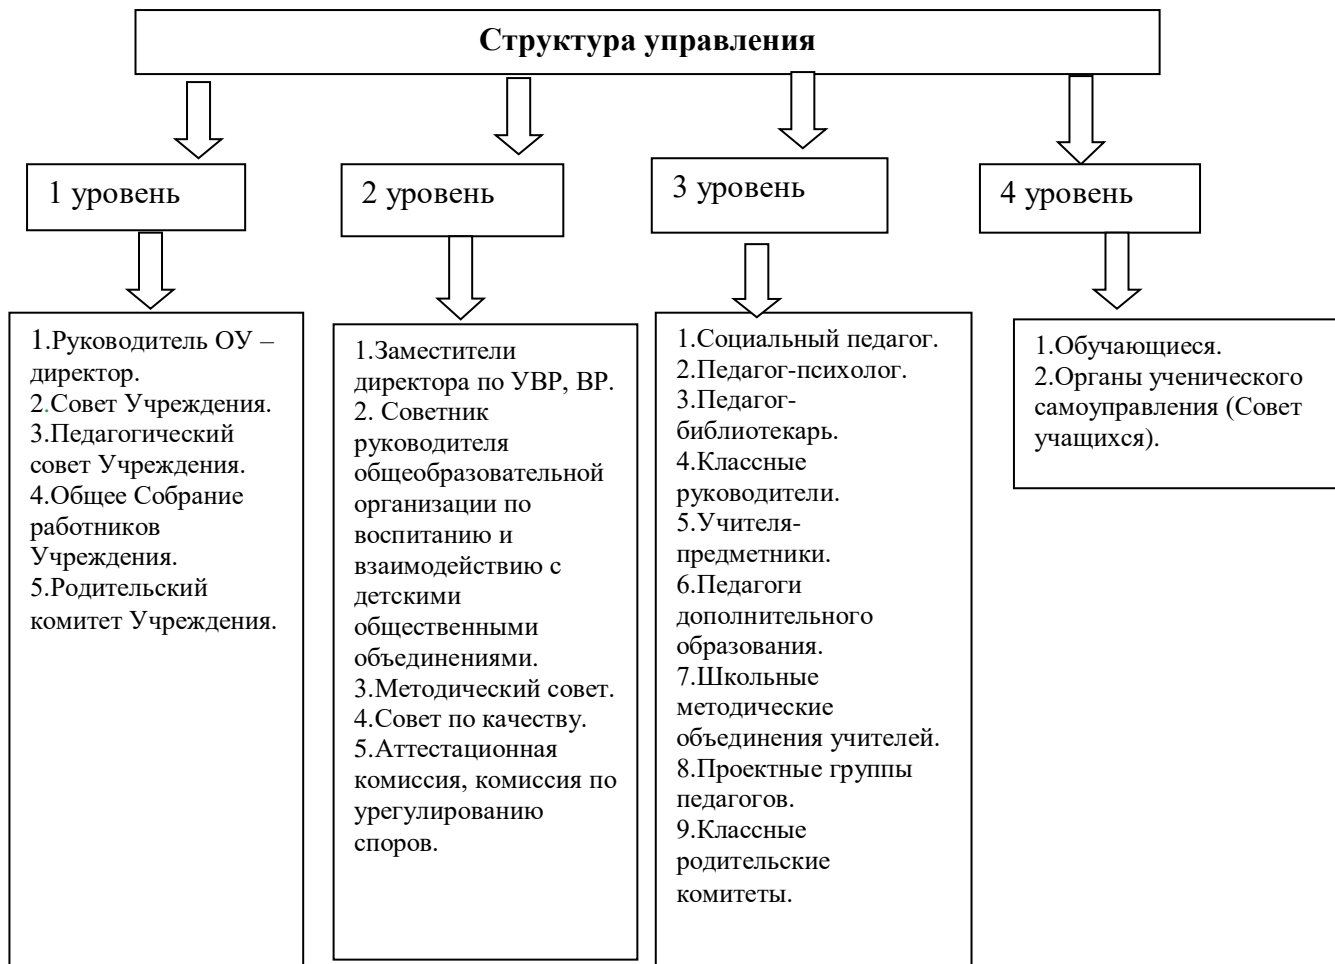 Структура управления
1 уровень
2 уровень
3 уровень
4 уровень
1.Руководитель ОУ –
директор.
2.Совет Учреждения.
3.Педагогический
совет Учреждения.
4.Общее Собрание
работников
Учреждения.
5.Родительский
комитет Учреждения.
1.Заместители
директора по УВР, ВР.
2. Советник
руководителя
общеобразовательной
организации по
воспитанию и
взаимодействию с
детскими
общественными
объединениями.
3.Методический совет.
4.Совет по качеству.
5.Аттестационная
комиссия, комиссия по
урегулированию
споров.
1.Социальный педагог.
2.Педагог-психолог.
3.Педагог-
библиотекарь.
4.Классные
руководители.
5.Учителя-
предметники.
6.Педагоги
дополнительного
образования.
7.Школьные
методические
объединения учителей.
8.Проектные группы
педагогов.
9.Классные
родительские
комитеты.
1.Обучающиеся.
2.Органы ученического
самоуправления (Совет
учащихся).